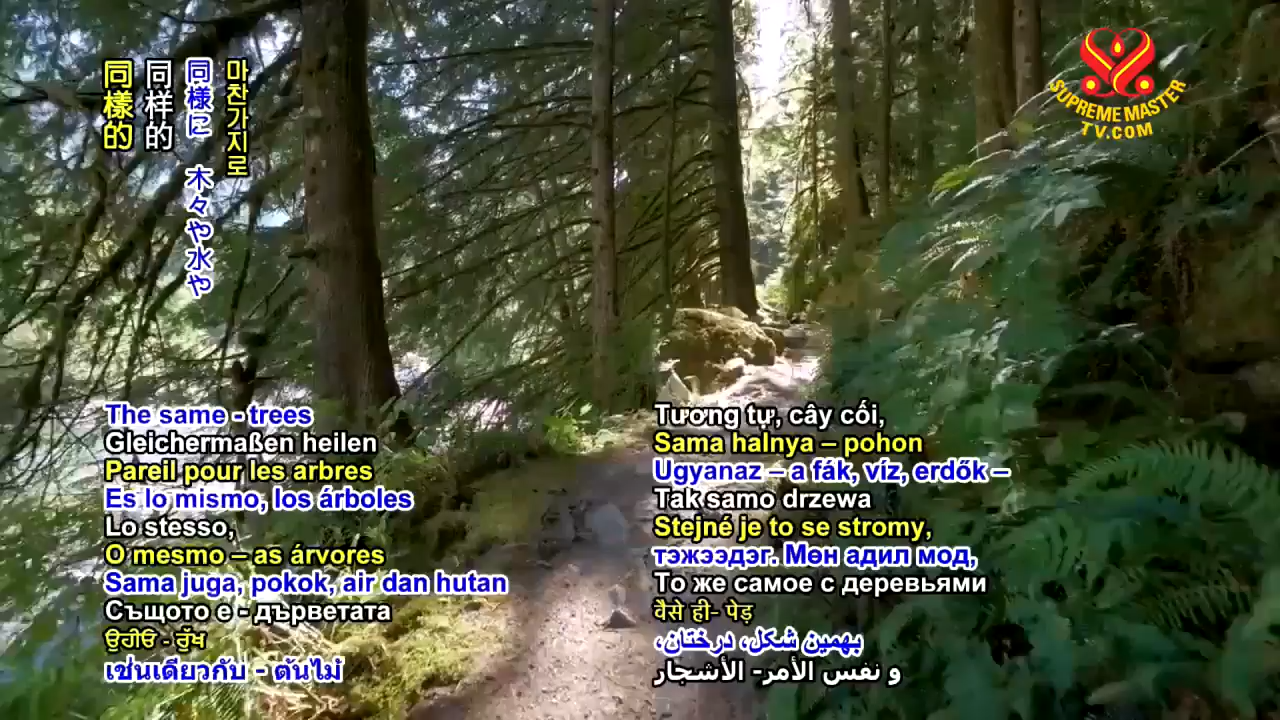 同樣的
同样的
同様に 木々や水や
마찬가지로
SUPREME MASTER
TV.COM
The same - trees
Gleichermaßen heilen
Pareil pour les arbres
Es lo mismo, los árboles
Lo stesso,
O mesmo – as árvores
Sama juga, pokok, air dan hutan
Същото е - дърветата
ਉਹੀਓ - ਰੁੱਖ
เช่นเดียวกับ - ต้นไม้
Tương tự, cây cối,
Sama halnya – pohon
Ugyanaz – a fák, víz, erdők –
Tak samo drzewa
Stejné je to se stromy,
тэжээдэг. Мөн адил мод,
То же самое с деревьями
वैसे ही- पेड़
بهمین شکل، درختان،
و نفس الأمر- الأشجار